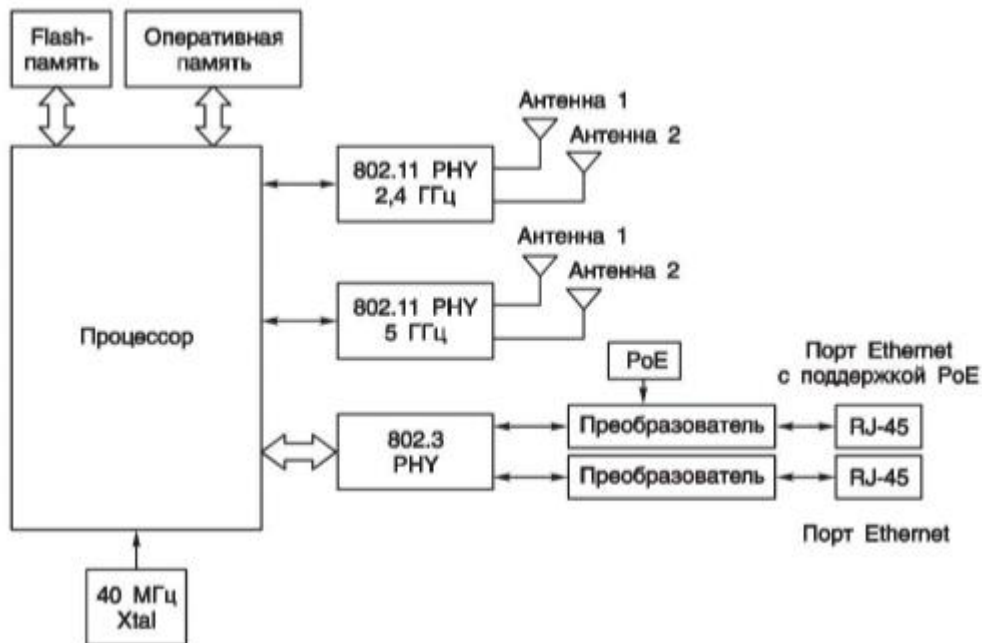 Flash-
память
Оперативная
память
Антенна 1
Антенна 2
802.11 PHY
2,4 ГГц
Антенна 1
Антенна 2
802.11 PHY
5 ГГц
Процессор
PoE
Порт Ethernet
с поддержкой PoE
802.3
PHY
Преобразователь
RJ-45
Преобразователь
RJ-45
Порт Ethernet
40 МГц
Xtal